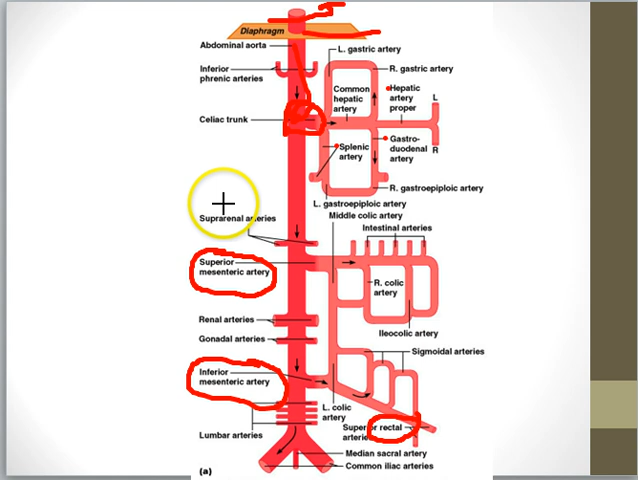 Diaphragm
Abdominal aorta
L. gastric artery
Inferior
phrenic arteries
R. gastric artery
Common
hepatic
artery
Hepatic
artery
proper
L
Celiac trunk
Splenic
artery
Gastro-
duodenal
artery
R
R. gastroepiploic artery
L. gastroepiploic artery
Middle colic artery
Suprarenal arteries
Intestinal arteries
Superior
mesenteric artery
R. colic
artery
Renal arteries
Gonadal arteries
Ileocolic artery
Sigmoidal arteries
Inferior
mesenteric artery
L. colic
artery
Superior rectal
arteries
Lumbar arteries
Median sacral artery
Common iliac arteries
(a)